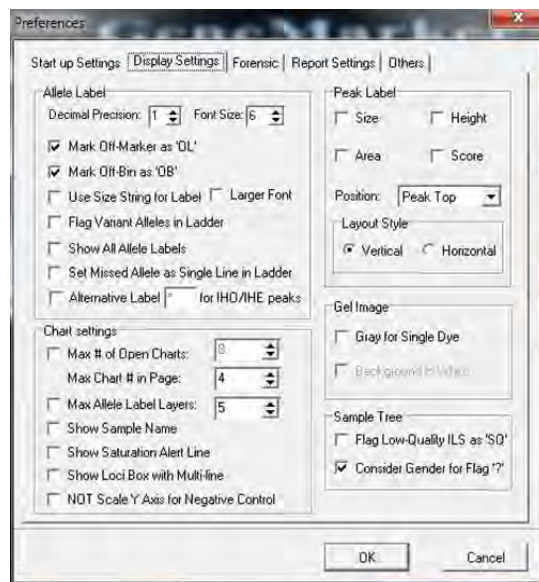 Preferences
Start up Settings Display Settings Forensic Report Settings Others
Allele Label
Decimal Precision: 1 Font Size: 6
Mark Off-Marker as 'OL'
Mark Off-Bin as 'OB'
Use Size String for Label Larger Font
Flag Variant Alleles in Ladder
Show All Allele Labels
Set Missed Allele as Single Line in Ladder
Alternative Label * for IHO/IHE peaks
Chart settings
Max # of Open Charts: 8
Max Chart # in Page: 4
Max Allele Label Layers: 5
Show Sample Name
Show Saturation Alert Line
Show Loci Box with Multi-line
NOT Scale Y Axis for Negative Control
Peak Label
Size Height
Area Score
Position: Peak Top
Layout Style
Vertical Horizontal
Gel Image
Gray for Single Dye
Background In White
Sample Tree
Flag Low-Quality ILS as 'SQ'
Consider Gender for Flag '?'
OK Cancel